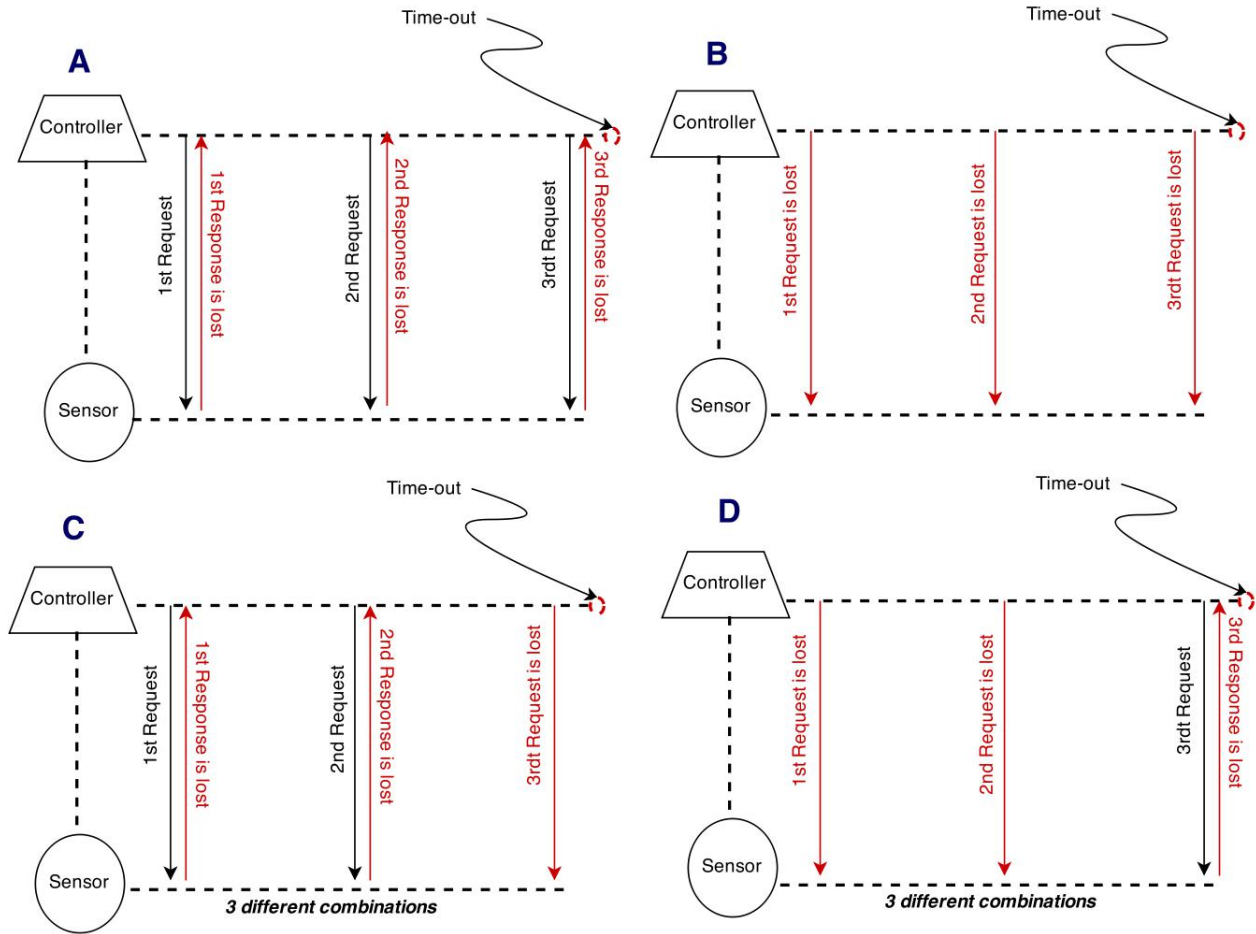 Time-out
A
Controller
1st Request
1st Response is lost
2nd Request
2nd Response is lost
3rdt Request
3rd Response is lost
Sensor
Time-out
B
Controller
1st Request is lost
2nd Request is lost
3rdt Request is lost
Sensor
Time-out
C
Controller
1st Request
1st Response is lost
2nd Request
2nd Response is lost
3rdt Request is lost
Sensor
3 different combinations
Time-out
D
Controller
1st Request is lost
2nd Request is lost
3rdt Request
3rd Response is lost
Sensor
3 different combinations